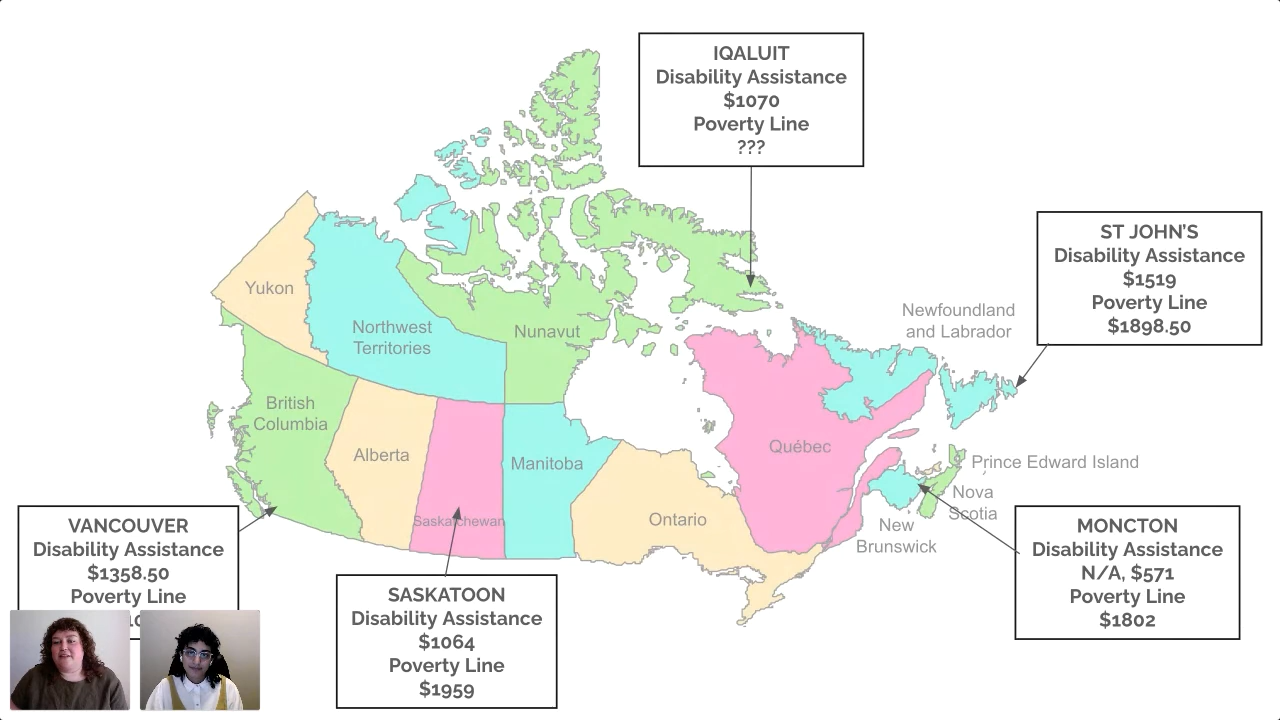 IQALUIT
Disability Assistance
$1070
Poverty Line
???
ST JOHN'S
Disability Assistance
$1519
Poverty Line
$1898.50
Newfoundland
and Labrador
Yukon
Northwest
Territories
Nunavut
British
Columbia
Alberta
Saskatchewan
Manitoba
Ontario
Québec
Prince Edward Island
Nova
Scotia
New
Brunswick
VANCOUVER
Disability Assistance
$1358.50
Poverty Line
SASKATOON
Disability Assistance
$1064
Poverty Line
$1959
MONCTON
Disability Assistance
N/A, $571
Poverty Line
$1802